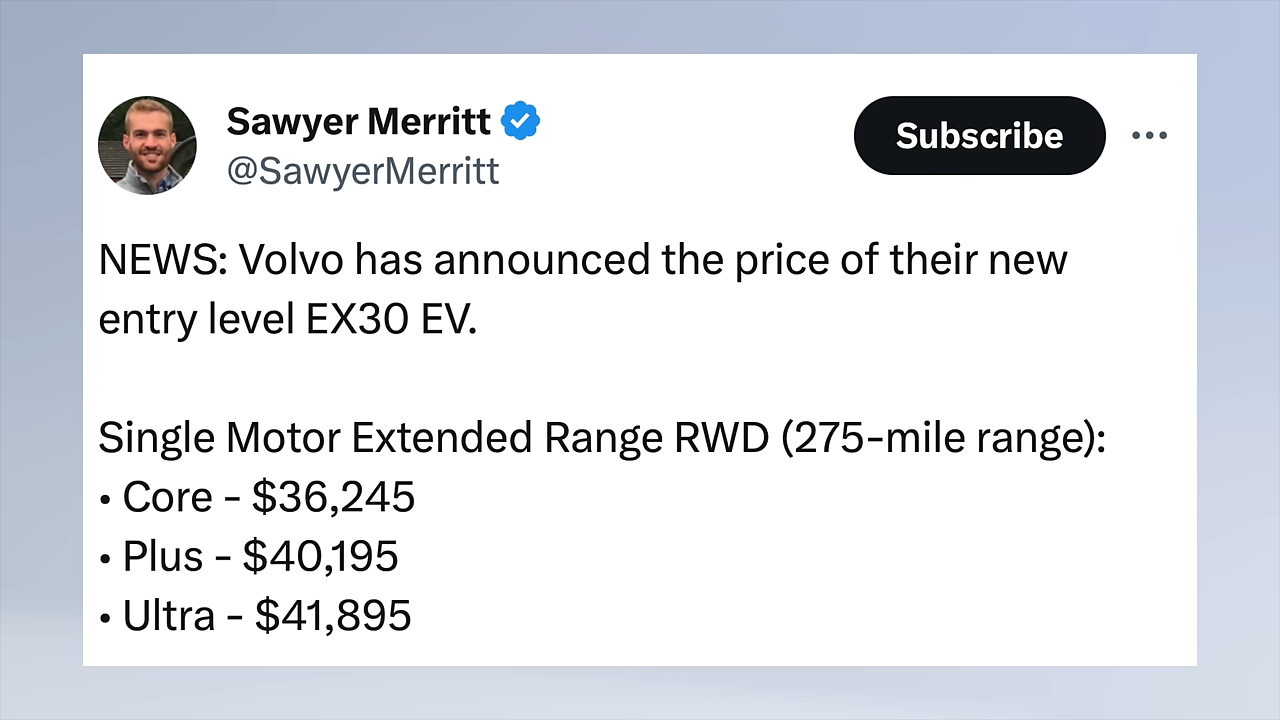 Sawyer Merritt
@SawyerMerritt
Subscribe
NEWS: Volvo has announced the price of their new
entry level EX30 EV.
Single Motor Extended Range RWD (275-mile range):
• Core - $36,245
• Plus - $40,195
• Ultra - $41,895